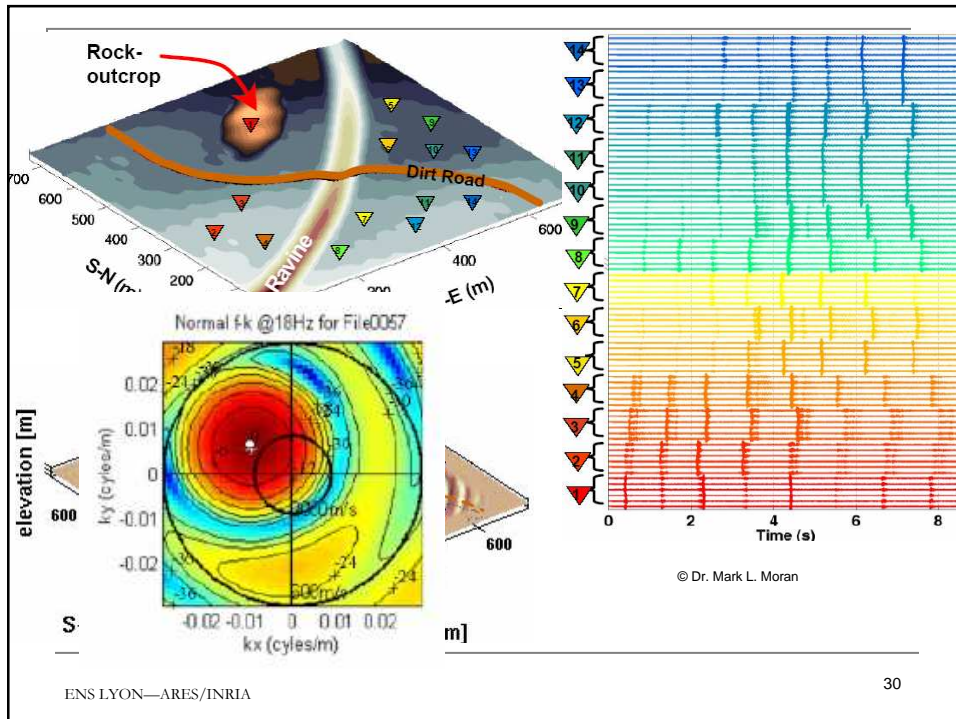 Rock-
outcrop
Dirt Road
Ravine
700
600
500
400
300
200
S-N (m
400
600
-E (m)
14
13
12
11
10
9
8
7
6
5
4
3
2
1
0 2 4 6 8
Time (s)
© Dr. Mark L. Moran
Normal f-k @18Hz for File0057
0.02
0.01
0
-0.01
-0.02
ky (cyles/m)
-0.02 -0.01 0 0.01 0.02
kx (cyles/m)
elevation [m]
600
600
S-
m]
ENS LYON—ARES/INRIA
30